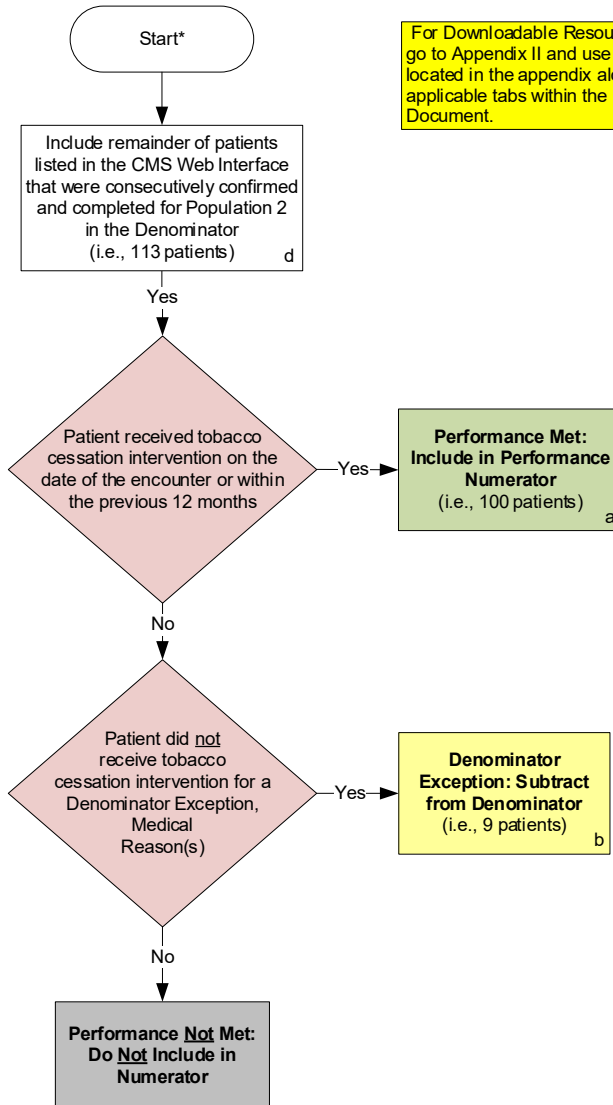 Start*
For Downloadable
go to Appendix II and use
located in the appendix
applicable tabs within the
Document.
Include remainder of patients
listed in the CMS Web Interface
that were consecutively confirmed
and completed for Population 2
in the Denominator
(i.e., 113 patients)
d
Yes
Patient received tobacco
cessation intervention on the
date of the encounter or within
the previous 12 months
Yes
Performance Met:
Include in Performance
Numerator
(i.e., 100 patients)
a
No
Patient did not
receive tobacco
cessation intervention for a
Denominator Exception,
Medical
Reason(s)
Yes
Denominator
Exception: Subtract
from Denominator
(i.e., 9 patients)
b
No
Performance Not Met:
Do Not Include in
Numerator